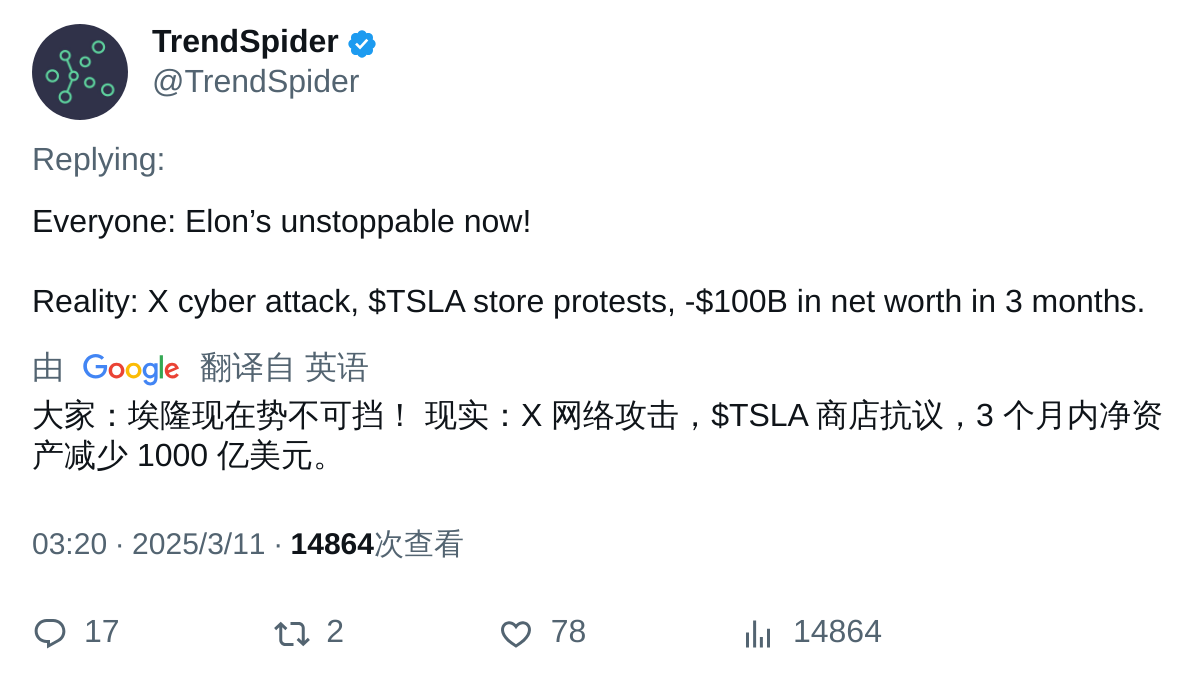 TrendSpider
@TrendSpider
Replying:
Everyone: Elon’s unstoppable now!
Reality: X cyber attack, $TSLA store protests, -$100B in net worth in 3 months.
由 Google 翻译自 英语
大家：埃隆现在势不可挡！ 现实：X 网络攻击，$TSLA 商店抗议，3 个月内净资
产减少 1000 亿美元。
03:20 · 2025/3/11 · 14864次查看
17 2 78 14864